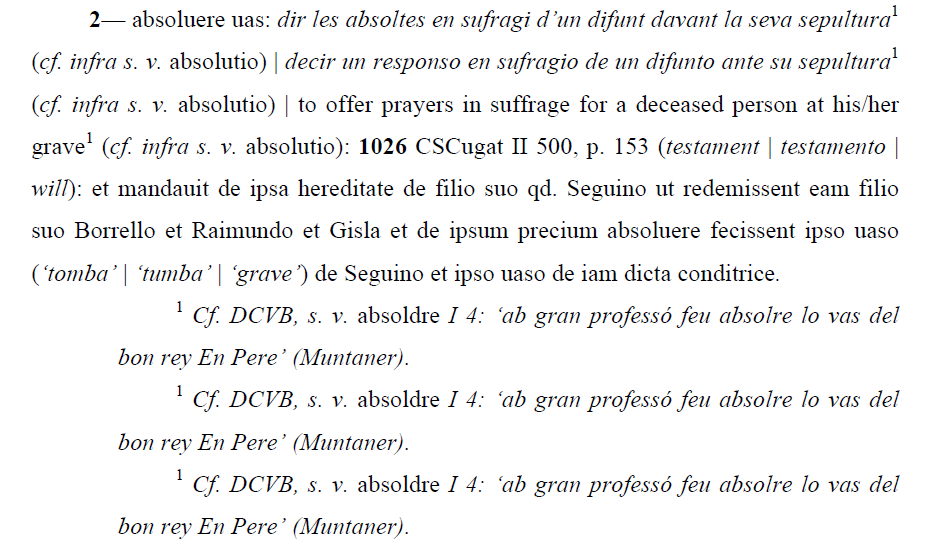 2— absoluere uas: dir les absoltes en sufragi d’un difunt davant la seva sepultura¹
(cf. infra s. v. absolutio) | decir un responso en sufragio de un difunto ante su sepultura¹
(cf. infra s. v. absolutio) | to offer prayers in suffrage for a deceased person at his/her
grave¹ (cf. infra s. v. absolutio): 1026 CSCugat II 500, p. 153 (testament | testamento |
will): et mandauit de ipsa hereditate de filio suo qd. Seguino ut redemissent eam filio
suo Borrello et Raimundo et Gisla et de ipsum precium absoluere fecissent ipso uaso
(‘tomba’ | ‘tumba’ | ‘grave’) de Seguino et ipso uaso de iam dicta conditrice.
¹ Cf. DCVB, s. v. absoldre I 4: ‘ab gran professó feu absolre lo vas del
bon rey En Pere’ (Muntaner).
¹ Cf. DCVB, s. v. absoldre I 4: ‘ab gran professó feu absolre lo vas del
bon rey En Pere’ (Muntaner).
¹ Cf. DCVB, s. v. absoldre I 4: ‘ab gran professó feu absolre lo vas del
bon rey En Pere’ (Muntaner).